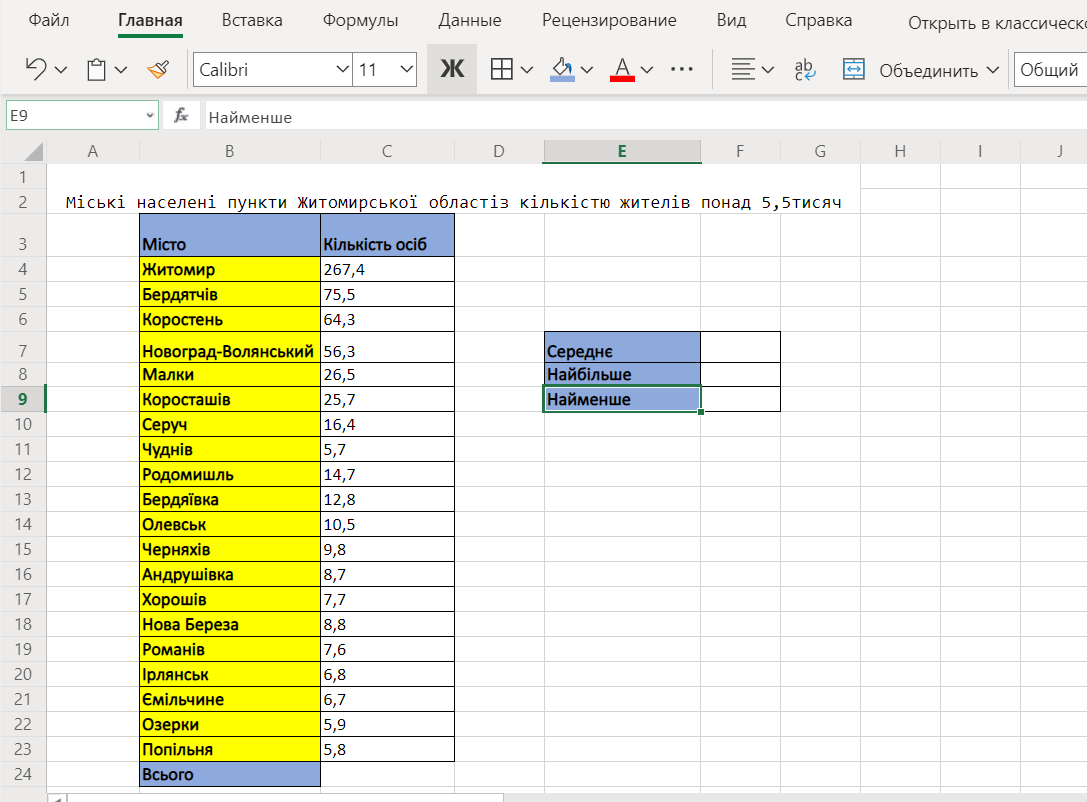 Файл Главная Вставка Формулы Данные Рецензирование Вид Справка Открыть в классическо
Ж Calibri 11 А ab c Объединить Общий
E9 fx Найменше
A B C D E F G H I J
1
2 Міські населені пункти Житомирської областіз кількістю жителів понад 5,5тисяч
3 Місто Кількість осіб
4 Житомир 267,4
5 Бердятчів 75,5
6 Коростень 64,3
7 Новоград-Волянський 56,3 Середнє
8 Малки 26,5 Найбільше
9 Коросташів 25,7 Найменше
10 Серуч 16,4
11 Чуднів 5,7
12 Родомишль 14,7
13 Бердяївка 12,8
14 Олевськ 10,5
15 Черняхів 9,8
16 Андрушівка 8,7
17 Хорошів 7,7
18 Нова Береза 8,8
19 Романів 7,6
20 Ірлянськ 6,8
21 Ємільчине 6,7
22 Озерки 5,9
23 Попільня 5,8
24 Всього